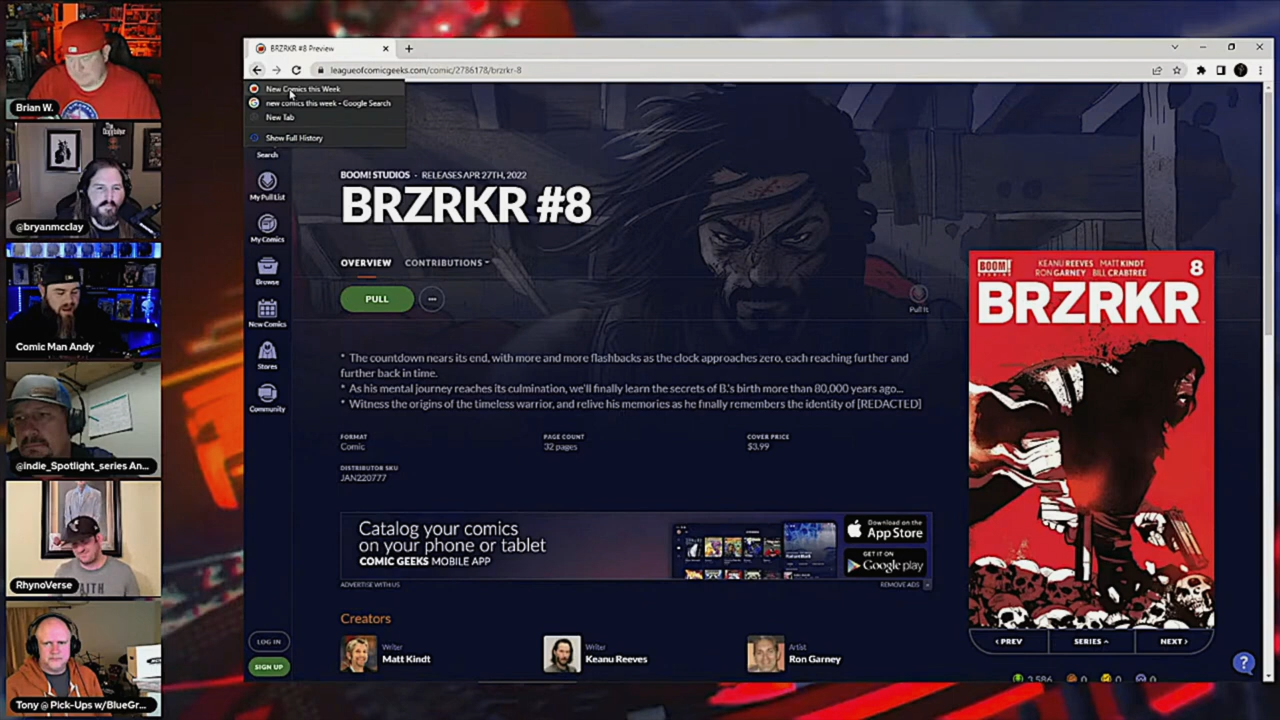 Brian W.
@bryanmcclay
Comic Man Andy
@indie_Spotlight_series An...
RhynoVerse
Tony @ Pick-Ups w/BlueGr...
BRZRKR #8 Preview
leagueofcomicgeeks.com/comic/2786178/brzrkr-8
New Comics this Week
new comics this week - Google Search
New Tab
Show Full History
Search
My Pull List
My Comics
Browse
New Comics
Stores
Community
LOG IN
SIGN UP
BOOM! STUDIOS · RELEASES APR 27TH, 2022
BRZRKR #8
OVERVIEW CONTRIBUTIONS
PULL
Pull It
* The countdown nears its end, with more and more flashbacks as the clock approaches zero, each reaching further and
further back in time.
* As his mental journey reaches its culmination, we'll finally learn the secrets of B.'s birth more than 80,000 years ago...
* Witness the origins of the timeless warrior, and relive his memories as he finally remembers the identity of [REDACTED]
FORMAT PAGE COUNT COVER PRICE
Comic 32 pages $3.99
DISTRIBUTOR SKU
JAN220777
Catalog your comics
on your phone or tablet
COMIC GEEKS MOBILE APP
Download on the
App Store
GET IT ON
Google play
ADVERTISE WITH US REMOVE ADS
Creators
Writer
Matt Kindt
Writer
Keanu Reeves
Artist
Ron Garney
BOOM!
STUDIOS
KEANU REEVES MATT KINDT
RON GARNEY BILL CRABTREE
8
BRZRKR
‹ PREV SERIES NEXT ›
3,586 0 0 0
?